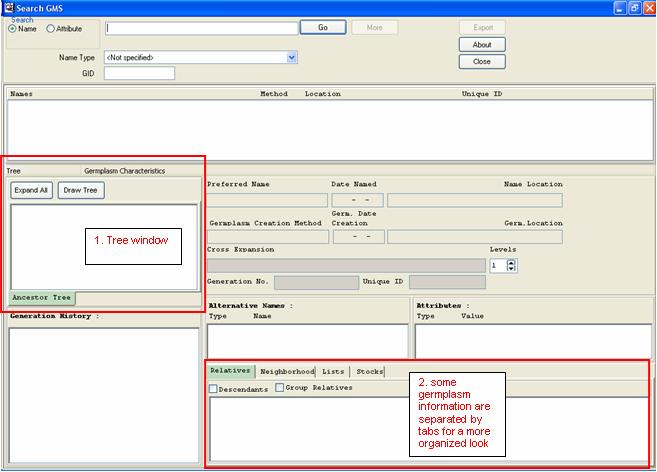 Search GMS
Search
Name Attribute
Go
More
Export
About
Name Type <Not specified>
Close
GID
Names Method Location Unique ID
Tree Germplasm Characteristics
Expand All Draw Tree
1. Tree window
Ancestor Tree
Preferred Name Date Named Name Location
- -
Germplasm Creation Method Germ. Date Creation Germ.Location
- -
Cross Expansion Levels
1
Generation No. Unique ID
Generation History :
Alternative Names :
Type Name
Attributes :
Type Value
Relatives Neighborhood Lists Stocks
Descendants Group Relatives
2. some
germplasm
information are
separated by
tabs for a more
organized look